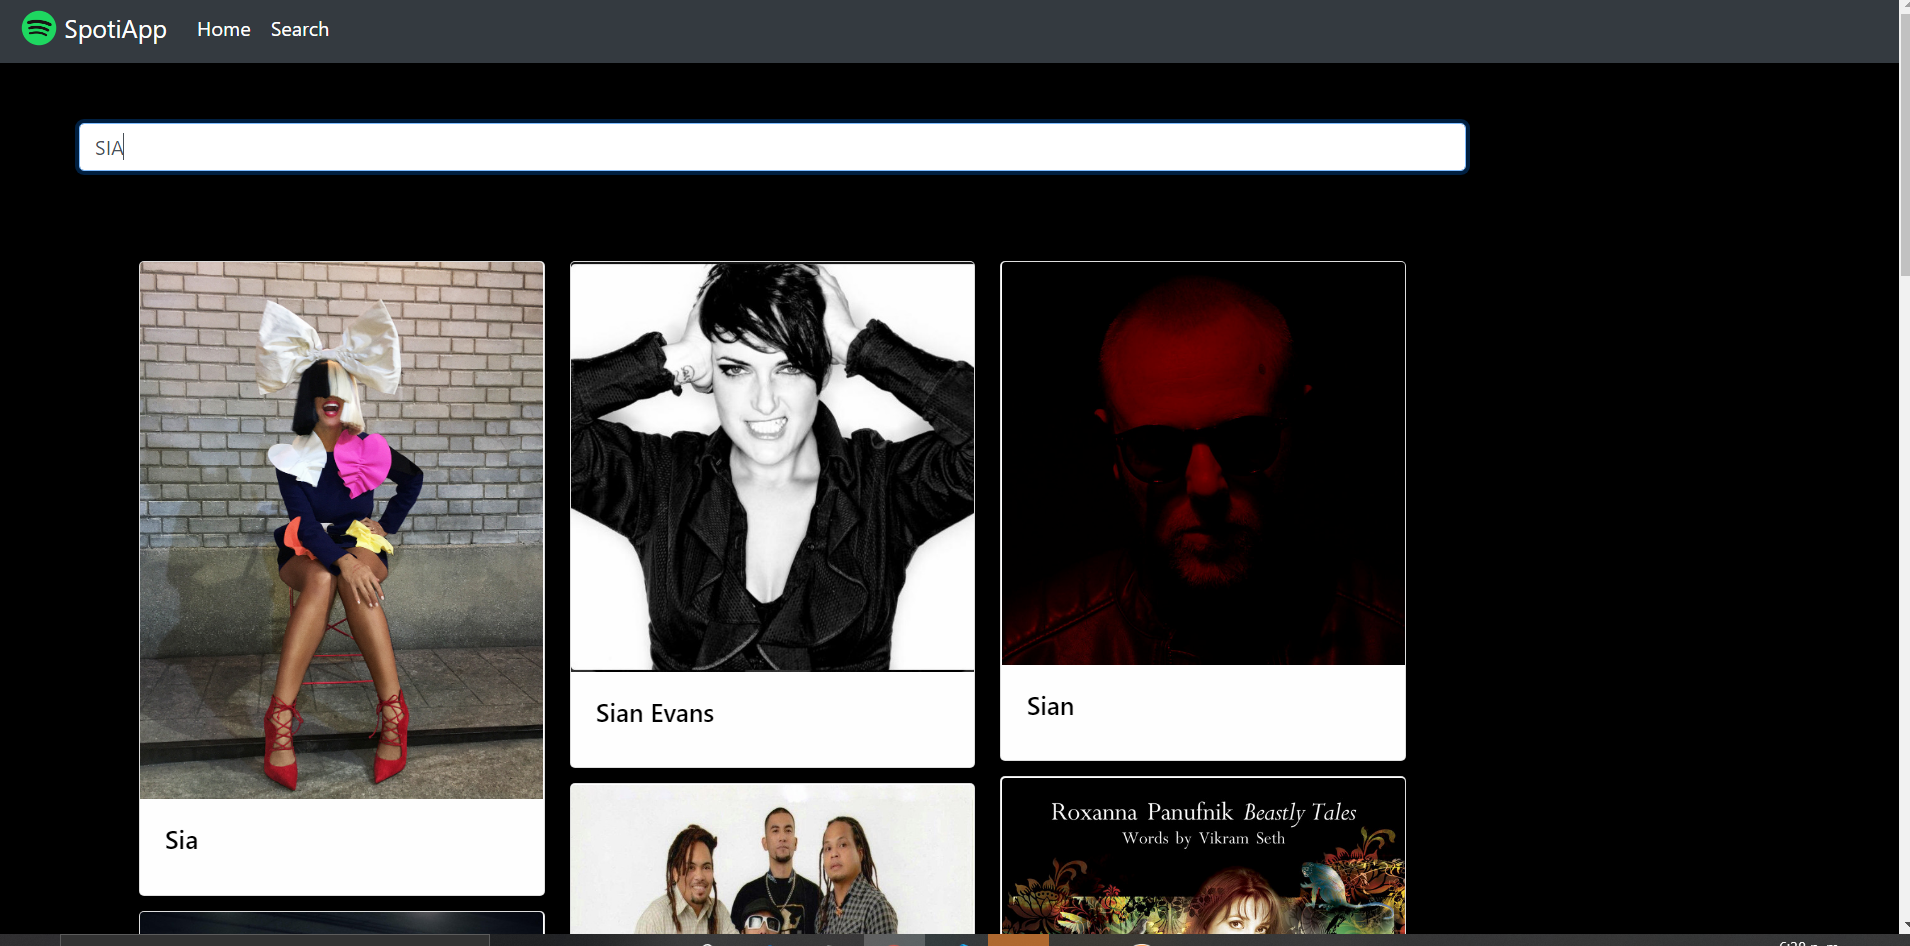 SpotiApp Home Search
SIA
Sia
Sian Evans
Sian
Roxanna Panufnik Beastly Tales
Words by Vikram Seth